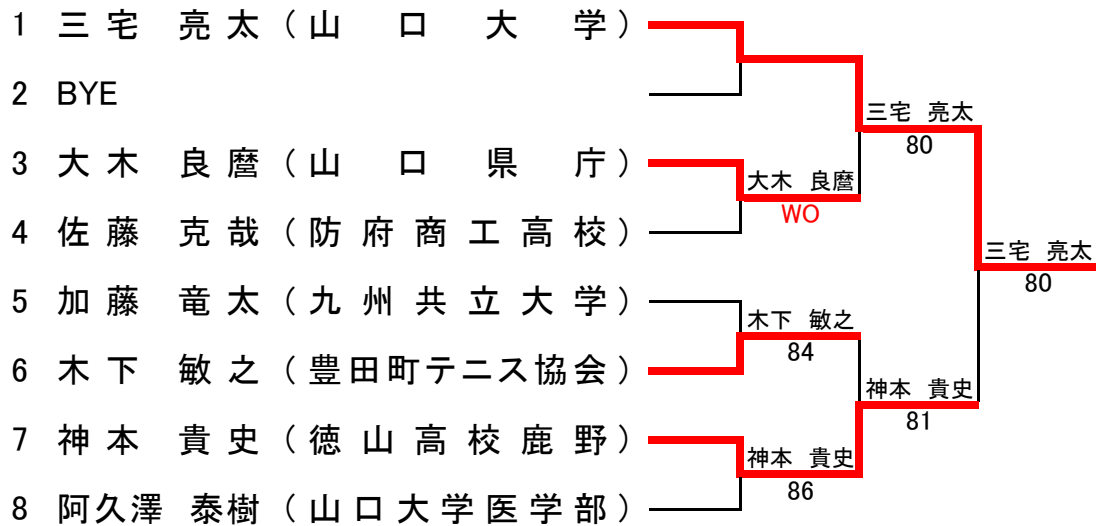 1 三宅 亮太（山口大学）
2 BYE
3 大木 良麿（山口県庁）
4 佐藤 克哉（防府商工高校）
5 加藤 竜太（九州共立大学）
6 木下 敏之（豊田町テニス協会）
7 神本 貴史（徳山高校鹿野）
8 阿久澤 泰樹（山口大学医学部）
大木 良麿
WO
木下 敏之
84
神本 貴史
86
三宅 亮太
80
神本 貴史
81
三宅 亮太
80